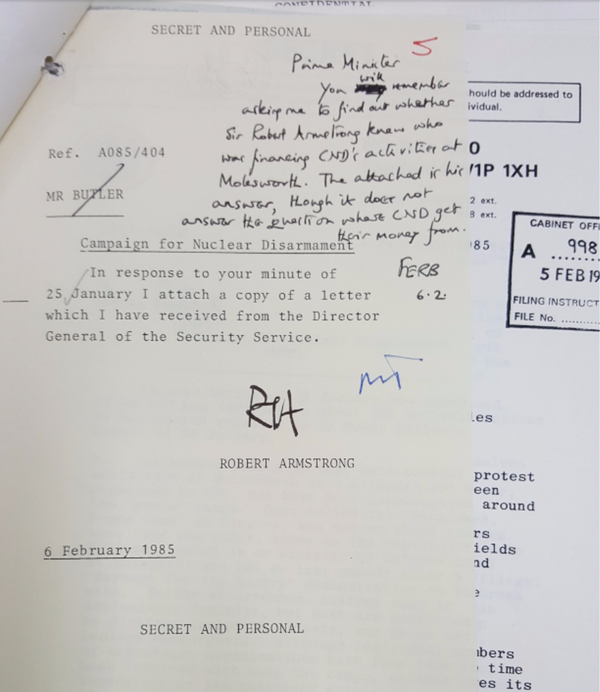 CONFIDENTIAL
SECRET AND PERSONAL
5
Prime Minister
You will remember
asking me to find out whether
Sir Robert Armstrong knew who
was financing CND's activities at
Molesworth. The attached is his
answer, though it does not
answer the question where CND get
their money from.
FERB
6.2.
Ref. A085/404
MR BUTLER
Campaign for Nuclear Disarmament
In response to your minute of
25 January I attach a copy of a letter
which I have received from the Director
General of the Security Service.
MT
RTA
ROBERT ARMSTRONG
6 February 1985
SECRET AND PERSONAL
hould be addressed to
ividual.
0
/1P 1XH
2 ext.
8 ext.
85
CABINET OFFI
A 998
5 FEB 19
FILING INSTRUCT
FILE No. ..........
les
protest
een
around
rs
ields
nd
e
mbers
time
es its